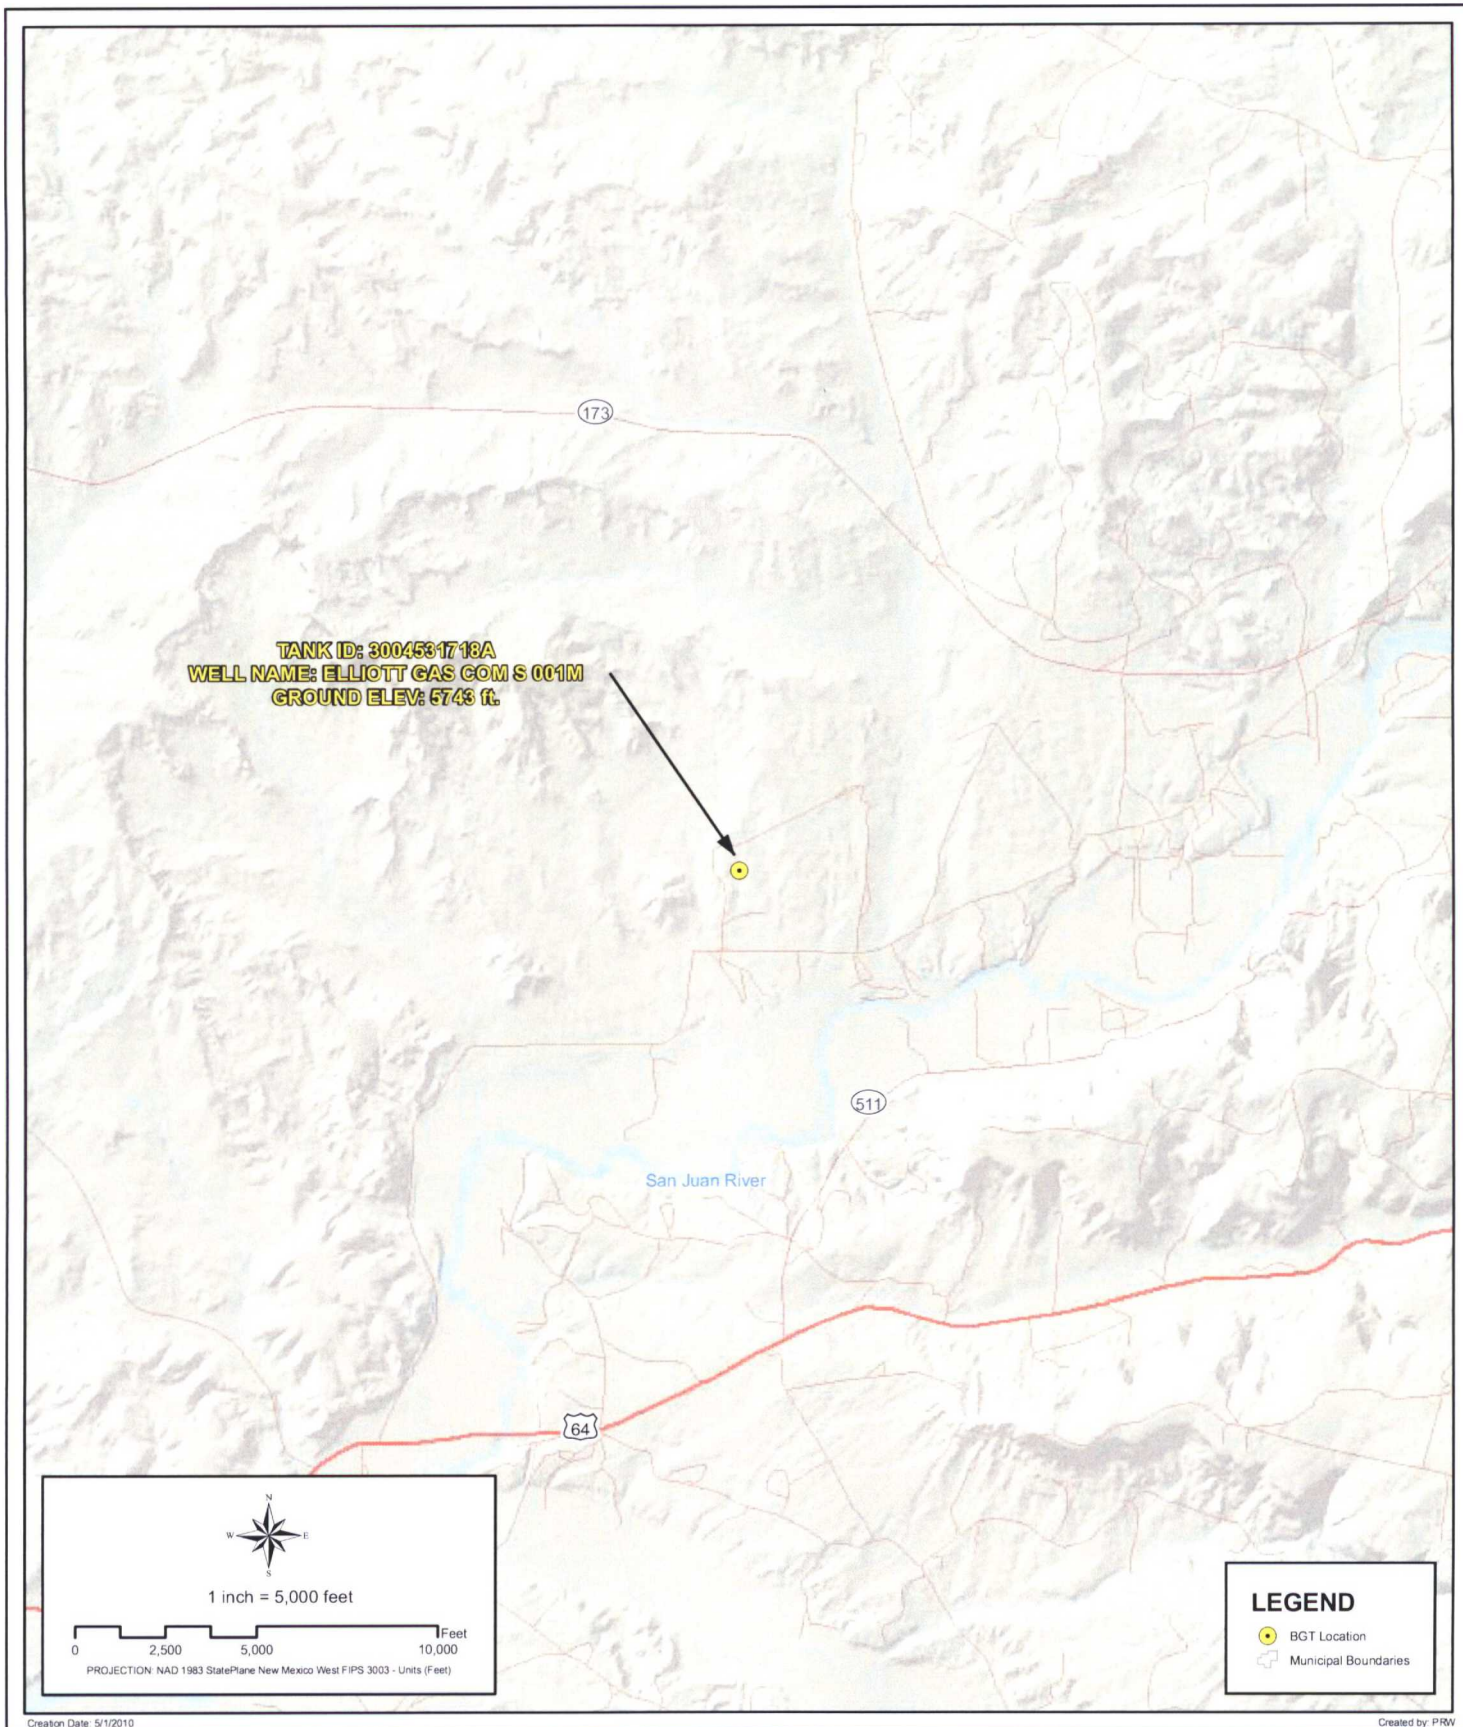 173
TANK ID: 3004531718A
WELL NAME: ELLIOTT GAS COM S 001M
GROUND ELEV: 5743 ft.
511
San Juan River
64
N
W E
S
1 inch = 5,000 feet
Feet
0 2,500 5,000 10,000
PROJECTION: NAD 1983 StatePlane New Mexico West FIPS 3003 - Units (Feet)
LEGEND
BGT Location
Municipal Boundaries
Creation Date: 5/1/2010
Created by: PRW